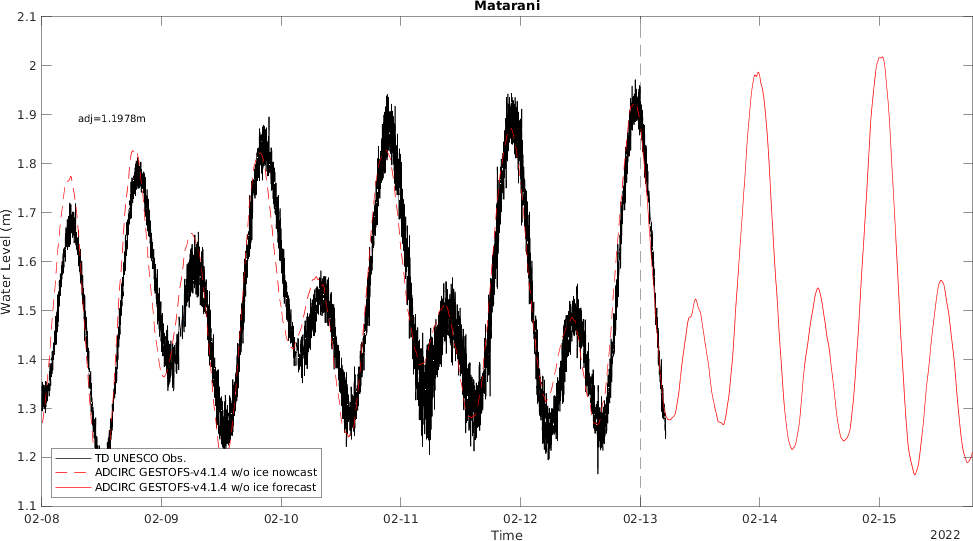 Matarani
2.1
2
1.9
1.8
1.7
1.6
1.5
1.4
1.3
1.2
1.1
Water Level (m)
adj=1.1978m
TD UNESCO Obs.
ADCIRC GESTOFS-v4.1.4 w/o ice nowcast
ADCIRC GESTOFS-v4.1.4 w/o ice forecast
02-08 02-09 02-10 02-11 02-12 02-13 02-14 02-15
Time
2022